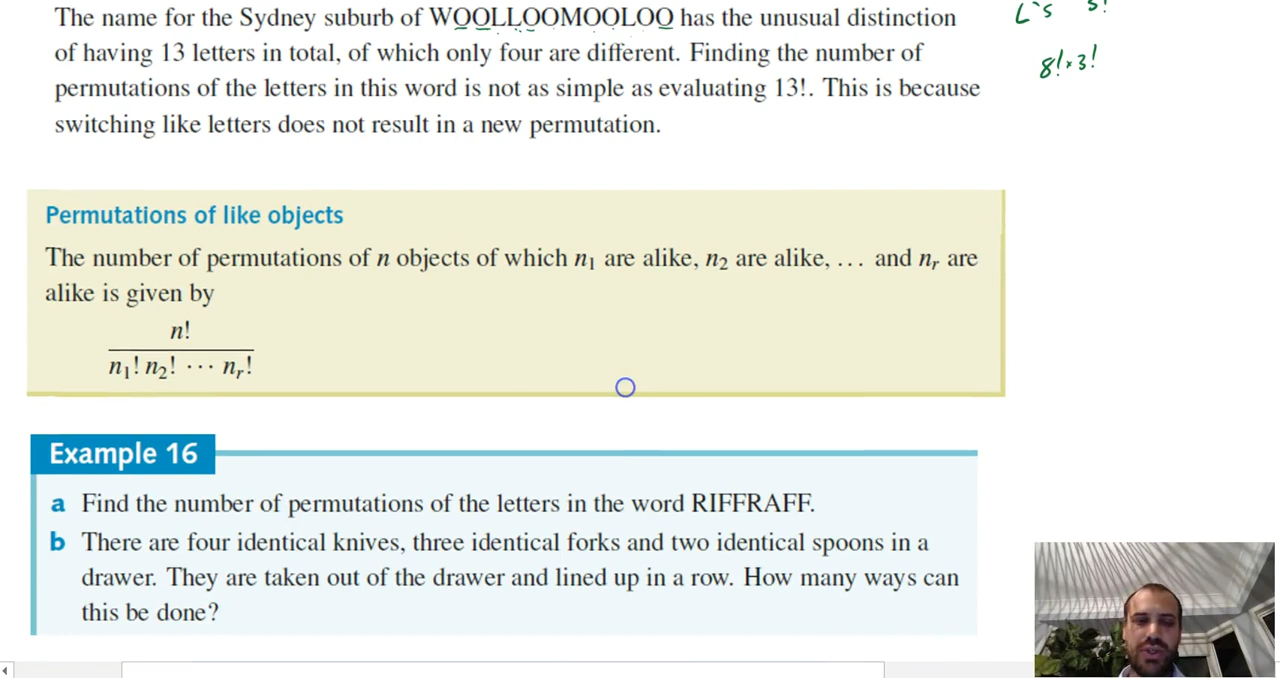 The name for the Sydney suburb of WOOLLOOMOOLOO has the unusual distinction
of having 13 letters in total, of which only four are different. Finding the number of
permutations of the letters in this word is not as simple as evaluating 13!. This is because
switching like letters does not result in a new permutation.
L's 3!
8! × 3!
Permutations of like objects
The number of permutations of n objects of which n₁ are alike, n₂ are alike, … and nᵣ are
alike is given by
n!
n₁! n₂! ⋯ nᵣ!
Example 16
a Find the number of permutations of the letters in the word RIFFRAFF.
b There are four identical knives, three identical forks and two identical spoons in a
drawer. They are taken out of the drawer and lined up in a row. How many ways can
this be done?